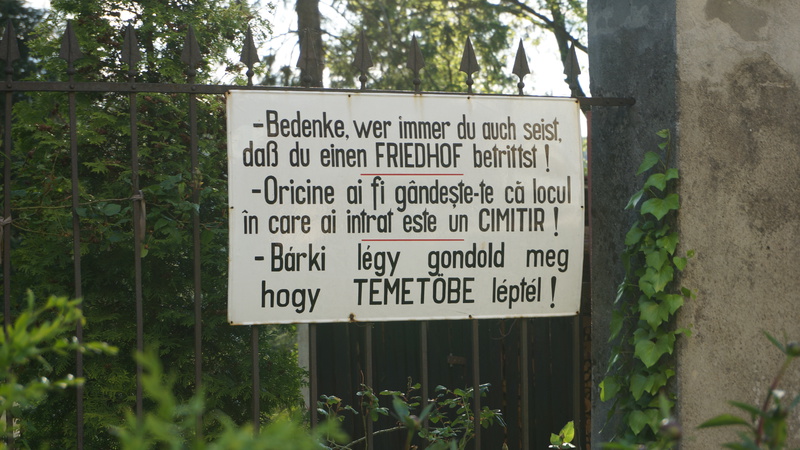 -Bedenke, wer immer du auch seist,
daß du einen FRIEDHOF betrittst !
-Oricine ai fi gândește-te că locul
în care ai intrat este un CIMITIR !
-Bárki légy gondold meg
hogy TEMETŐBE léptél !